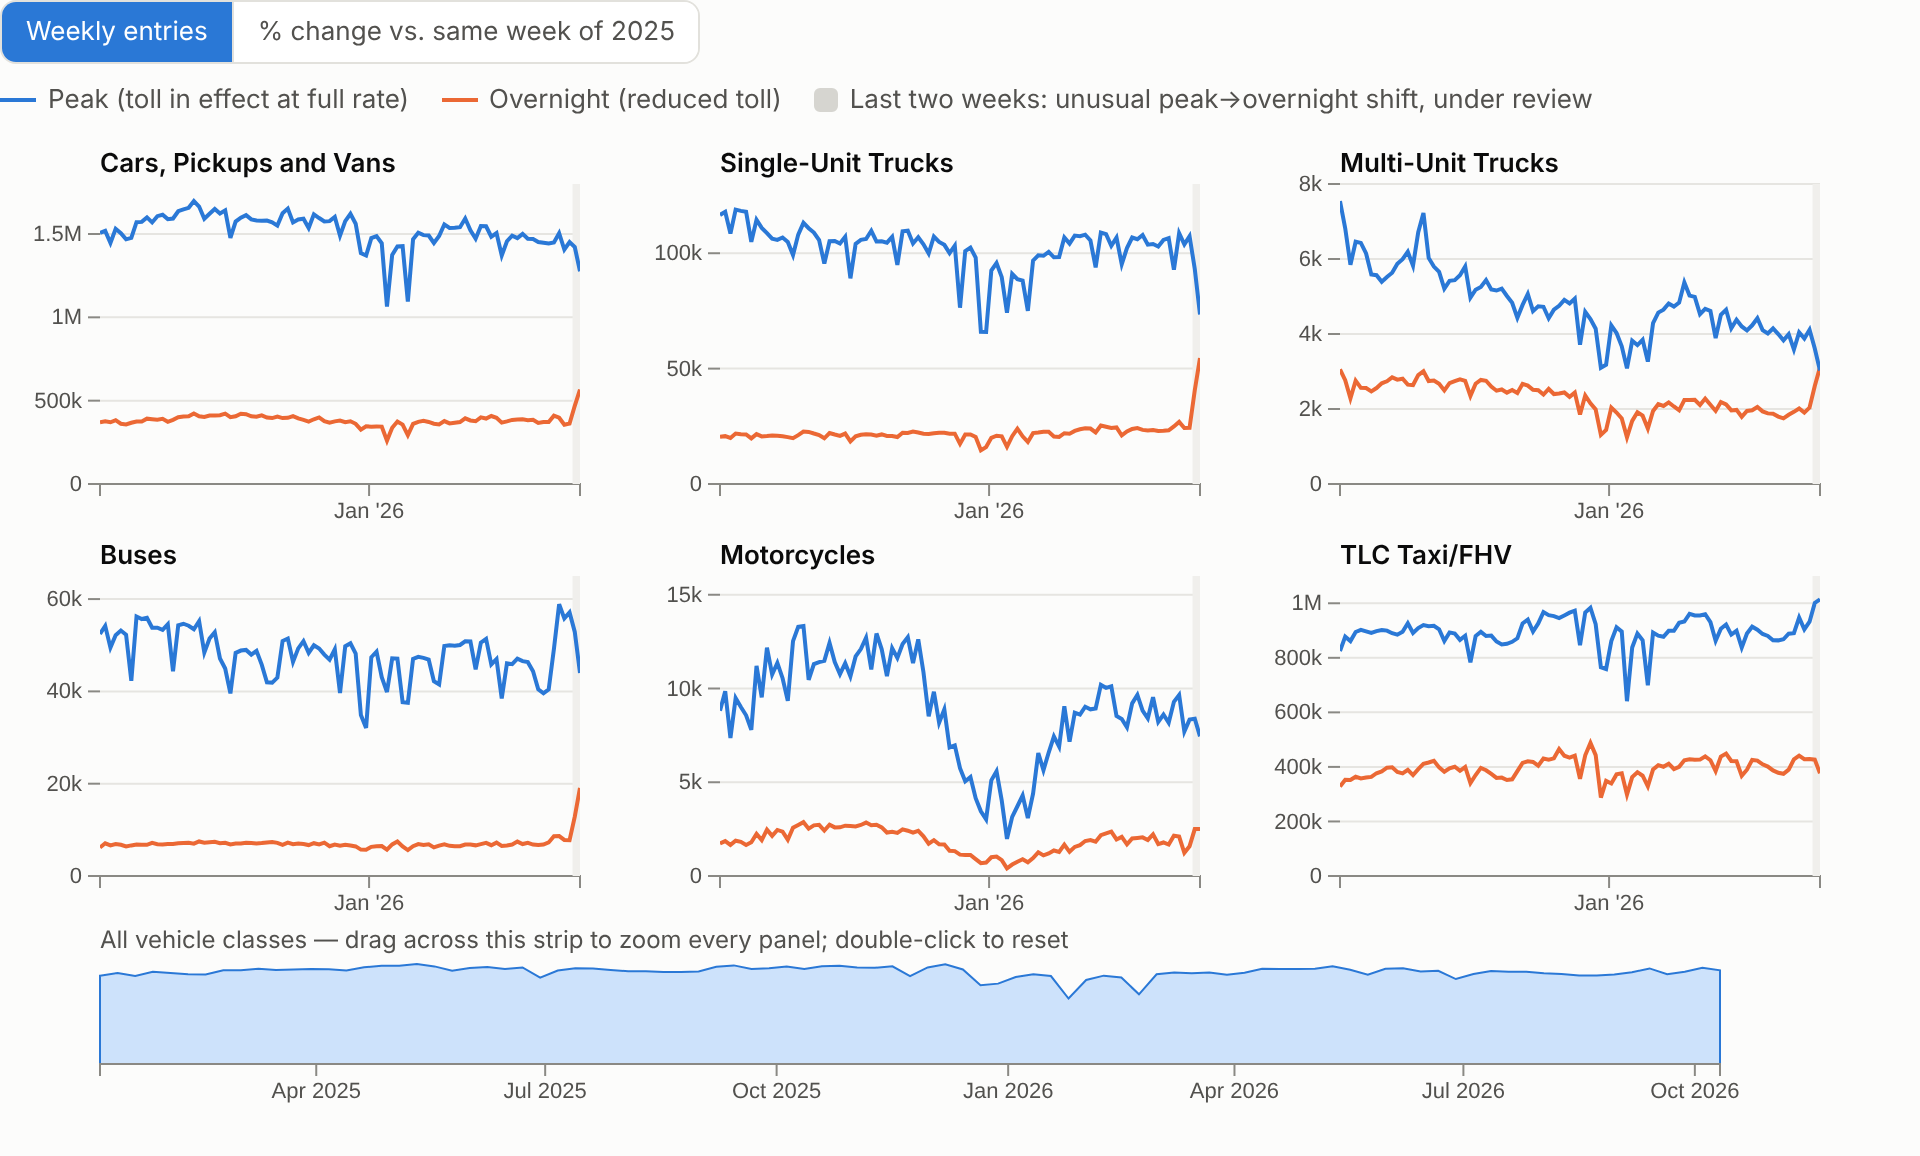 Weekly entries % change vs. same week of 2025
Peak (toll in effect at full rate) Overnight (reduced toll) Last two weeks: unusual peak→overnight shift, under review
Cars, Pickups and Vans
1.5M
1M
500k
0
Jan '26
Single-Unit Trucks
100k
50k
0
Jan '26
Multi-Unit Trucks
8k
6k
4k
2k
0
Jan '26
Buses
60k
40k
20k
0
Jan '26
Motorcycles
15k
10k
5k
0
Jan '26
TLC Taxi/FHV
1M
800k
600k
400k
200k
0
Jan '26
All vehicle classes — drag across this strip to zoom every panel; double-click to reset
Apr 2025 Jul 2025 Oct 2025 Jan 2026 Apr 2026 Jul 2026 Oct 2026